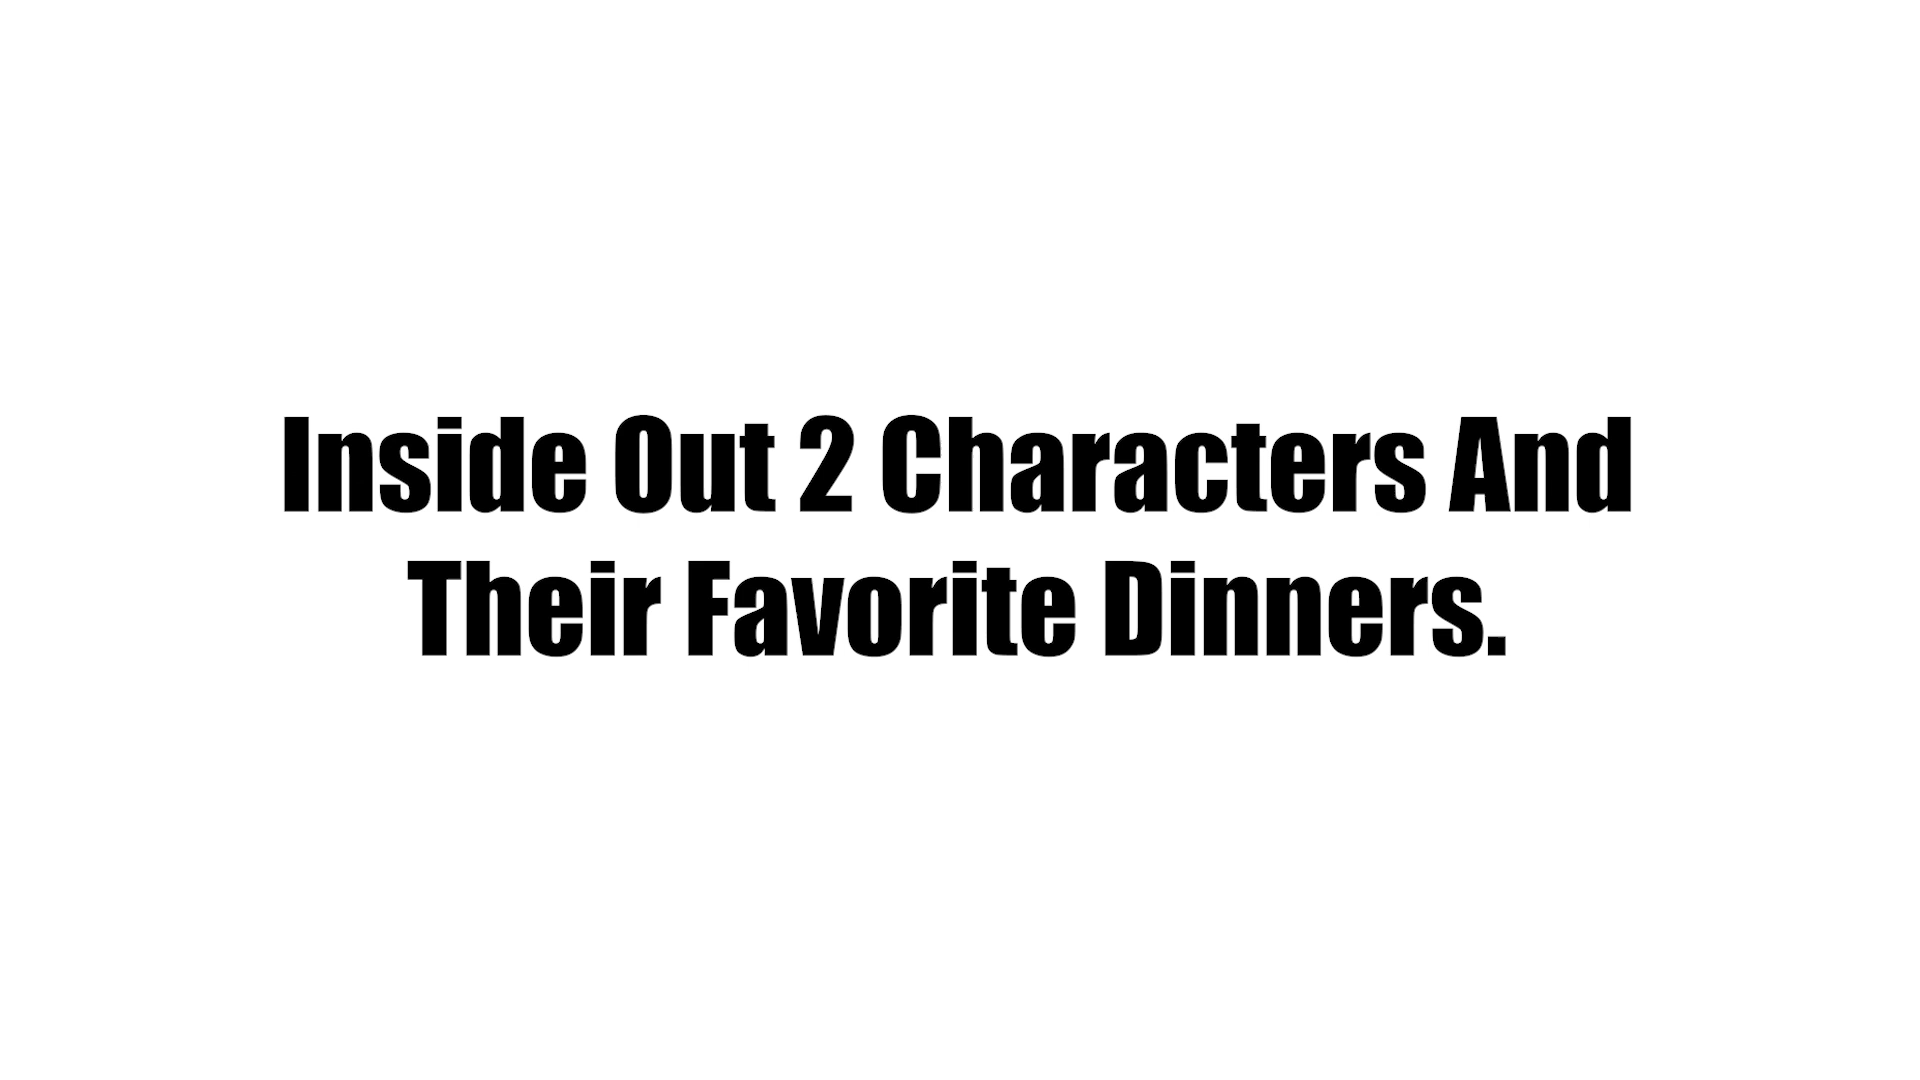 Inside Out 2 Characters And
Their Favorite Dinners.